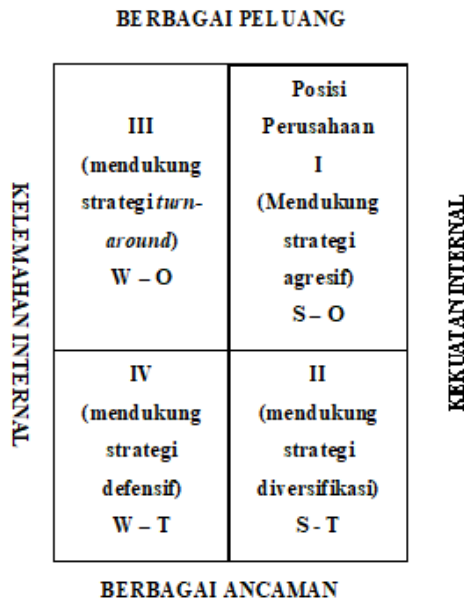 BERBAGAI PELUANG
KELEMAHAN INTERNAL
III
(mendukung
strategi turn-
around)
W – O
Posisi
Perusahaan
I
(Mendukung
strategi
agresif)
S – O
KEKUATAN INTERNAL
IV
(mendukung
strategi
defensif)
W – T
II
(mendukung
strategi
diversifikasi)
S - T
BERBAGAI ANCAMAN